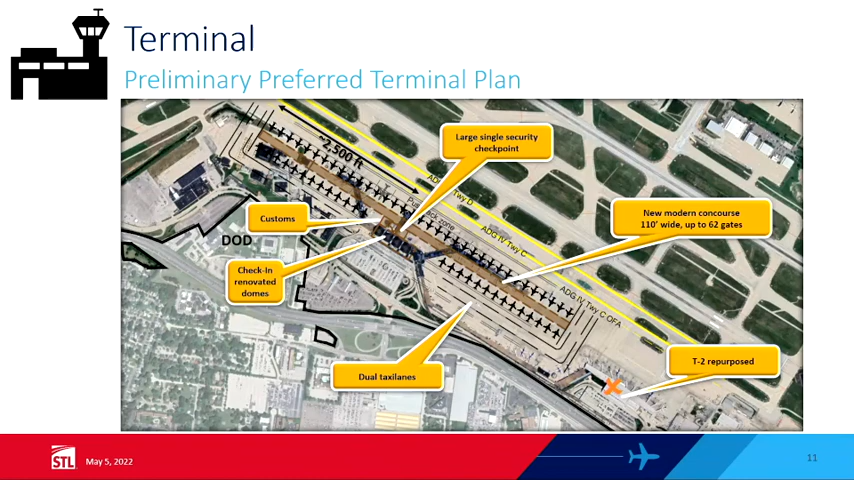 Terminal
Preliminary Preferred Terminal Plan
~2,500 ft
Large single security
checkpoint
ADG IV Twy D
Pushback zone
Customs
New modern concourse
110' wide, up to 62 gates
DOD
ADG IV Twy C
Check-In
renovated
domes
ADG IV Twy C OFA
T-2 repurposed
Dual taxilanes
STL
May 5, 2022
11